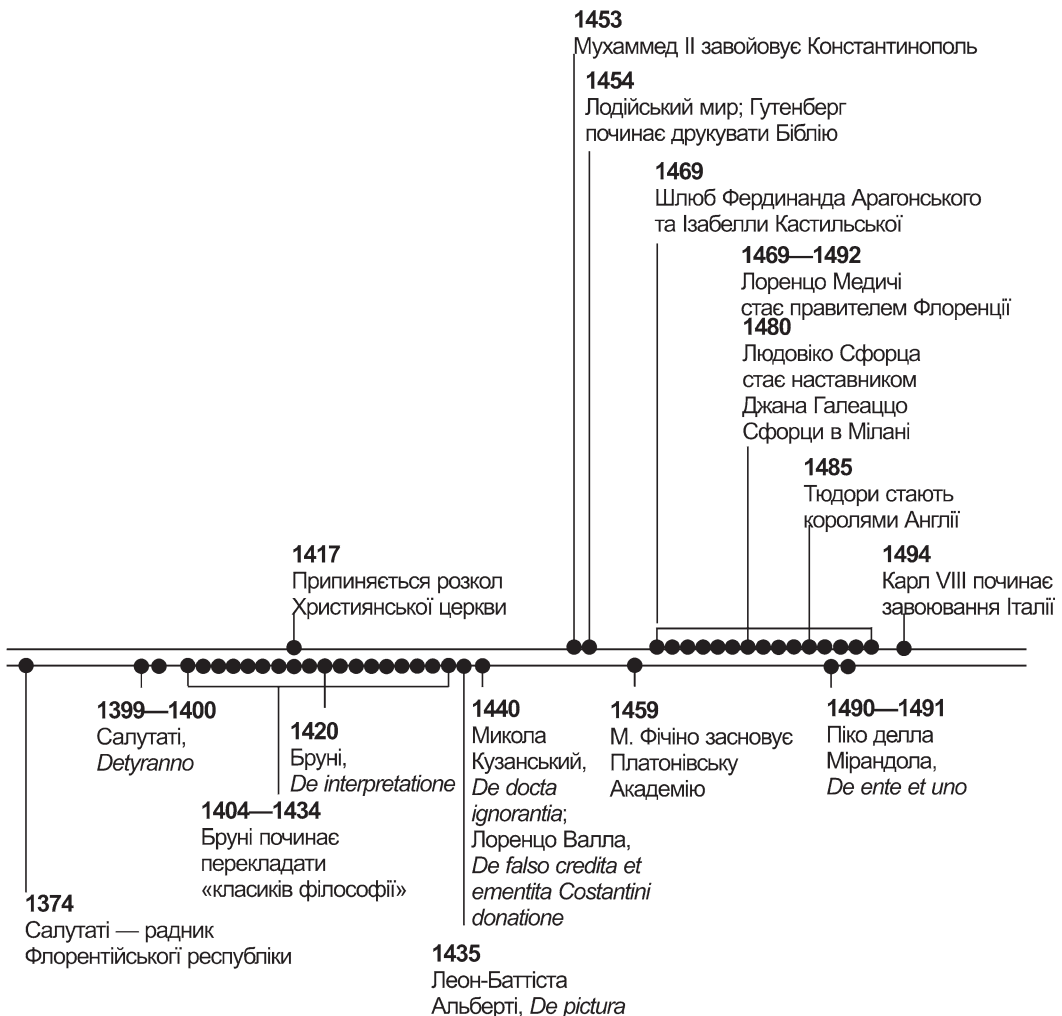 1453
Мухаммед II завойовує Константинополь
1454
Лодійський мир; Гутенберг
починає друкувати Біблію
1469
Шлюб Фердинанда Арагонського
та Ізабелли Кастильської
1469—1492
Лоренцо Медичі
стає правителем Флоренції
1480
Людовіко Сфорца
стає наставником
Джана Галеаццо
Сфорци в Мілані
1485
Тюдори стають
королями Англії
1417
Припиняється розкол
Християнської церкви
1494
Карл VIII починає
завоювання Італії
1399—1400
Салутаті,
Detyranno
1420
Бруні,
De interpretatione
1404—1434
Бруні починає
перекладати
«класиків філософії»
1374
Салутаті — радник
Флорентійської республіки
1440
Микола
Кузанський,
De docta
ignorantia;
Лоренцо Валла,
De falso credita et
ementita Costantini
donatione
1435
Леон-Баттіста
Альберті, De pictura
1459
М. Фічіно засновує
Платонівську
Академію
1490—1491
Піко делла
Мірандола,
De ente et uno